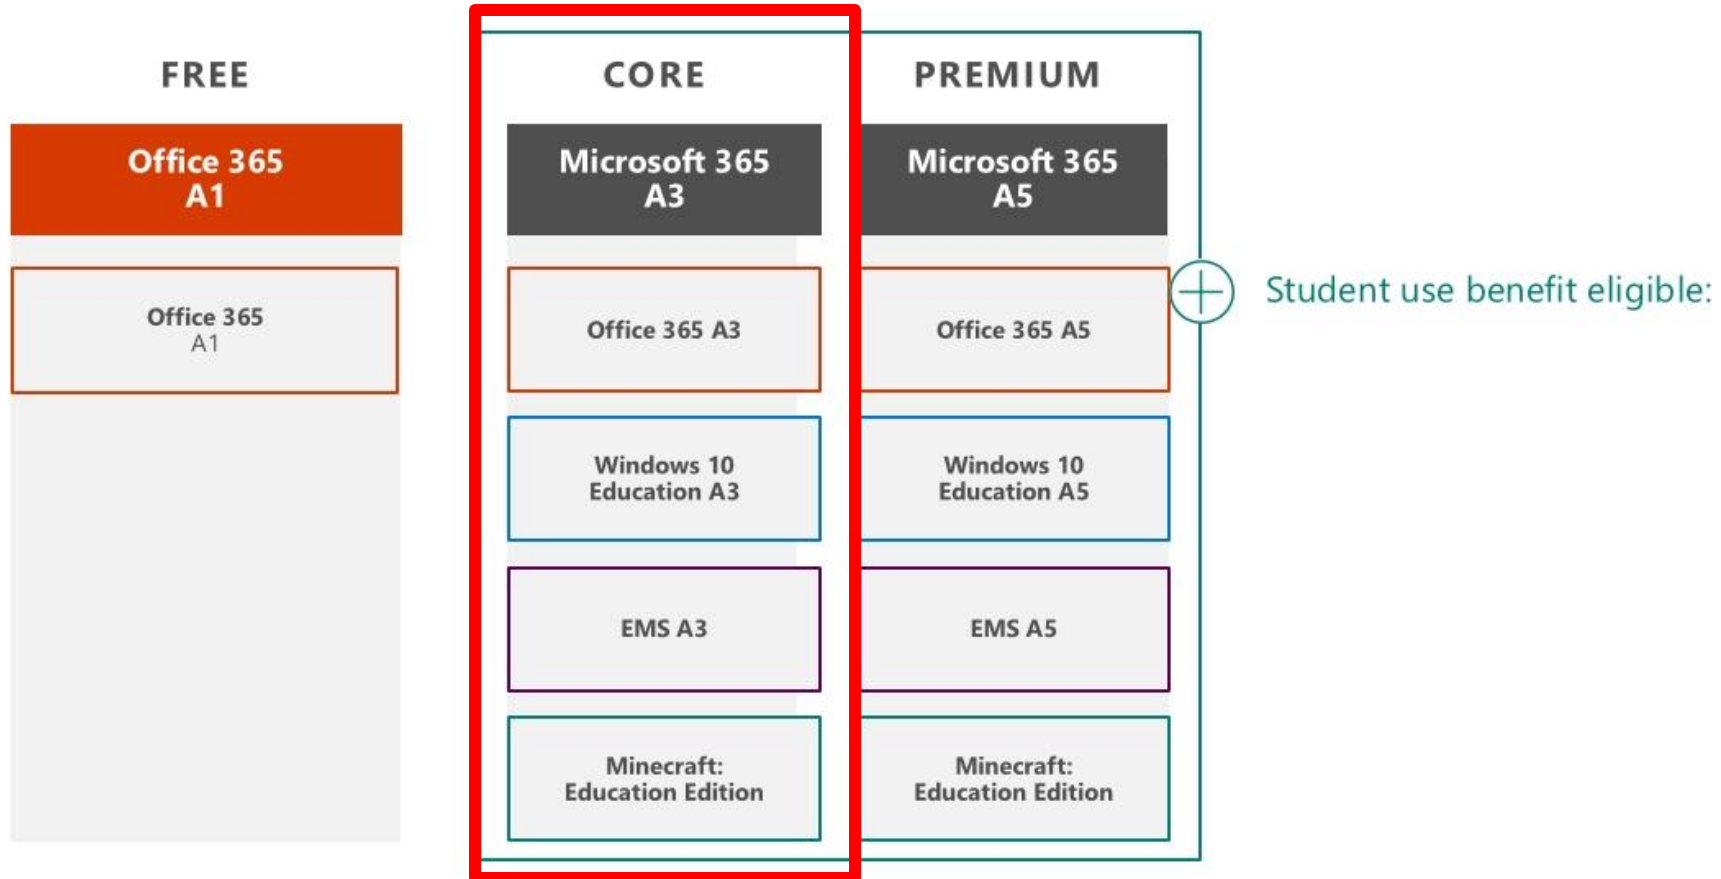 FREE
Office 365
A1
Office 365
A1
CORE
Microsoft 365
A3
Office 365 A3
Windows 10
Education A3
EMS A3
Minecraft:
Education Edition
PREMIUM
Microsoft 365
A5
Office 365 A5
Windows 10
Education A5
EMS A5
Minecraft:
Education Edition
Student use benefit eligible: